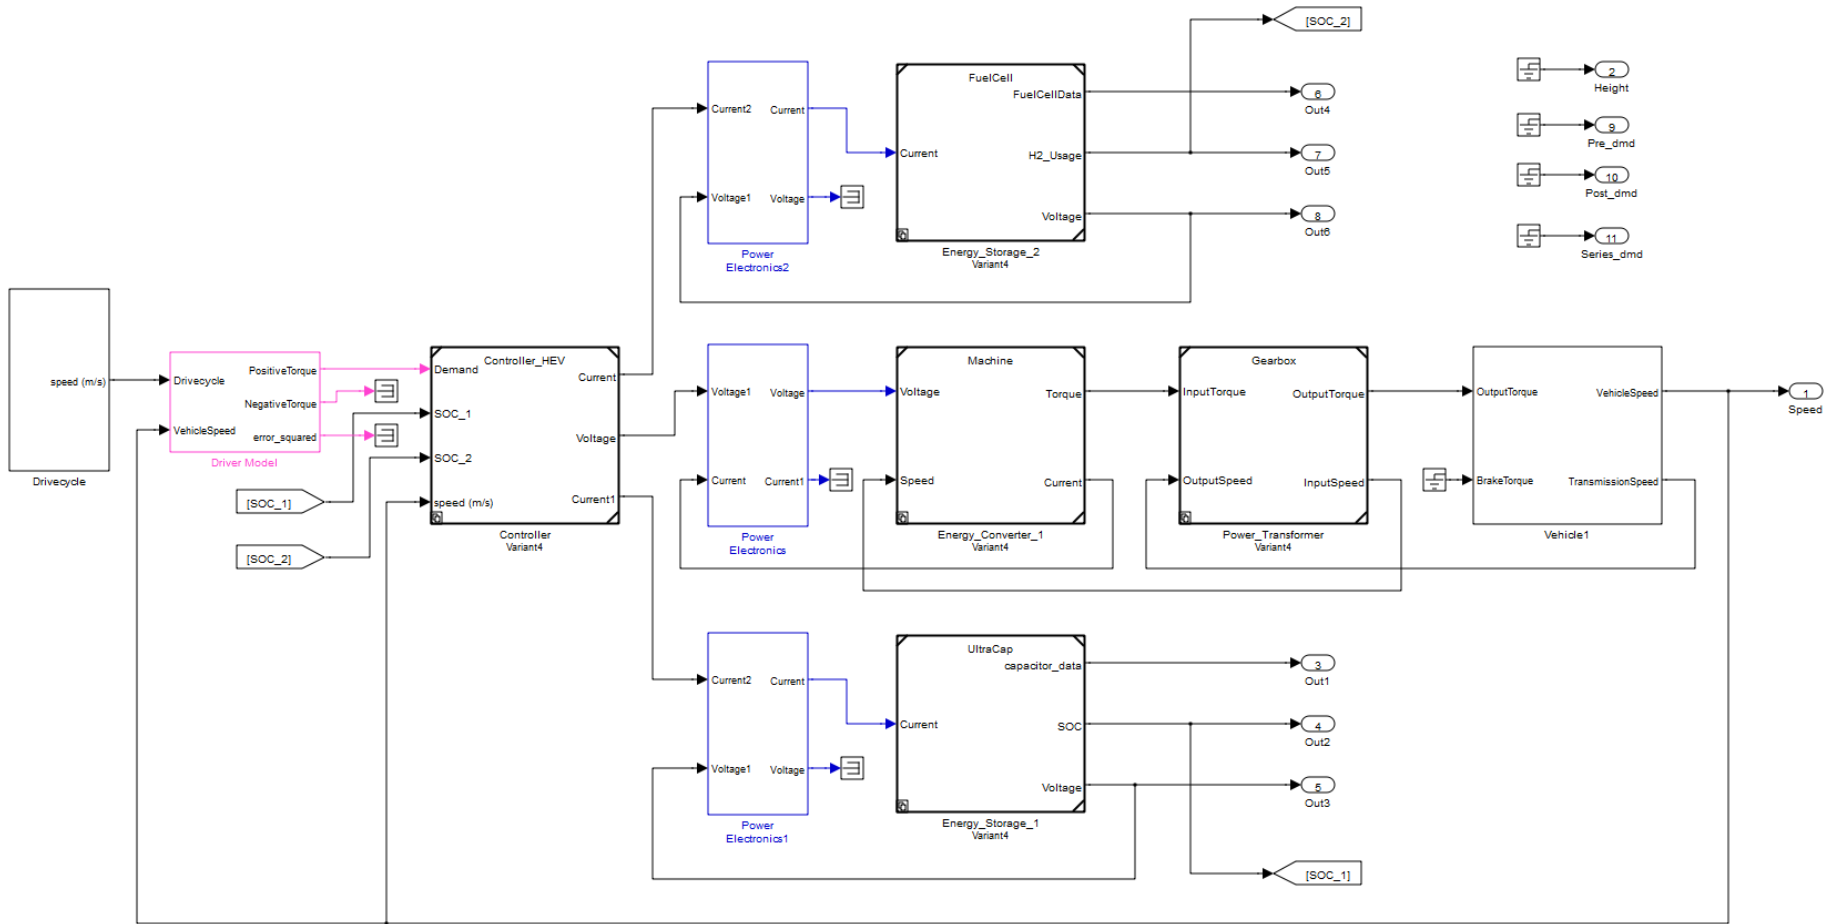 [SOC_2]
FuelCell
FuelCellData
Current
H2_Usage
Voltage
Energy_Storage_2
Variant4
Current2
Current
Voltage1
Voltage
Power
Electronics2
6
Out4
7
Out5
8
Out6
2
Height
9
Pre_dmd
10
Post_dmd
11
Series_dmd
speed (m/s)
Drivecycle
Drivecycle
PositiveTorque
NegativeTorque
VehicleSpeed
error_squared
Driver Model
[SOC_1]
[SOC_2]
Controller_HEV
Demand
Current
SOC_1
Voltage
SOC_2
Current1
speed (m/s)
Controller
Variant4
Voltage1
Voltage
Current
Current1
Power
Electronics
Machine
Voltage
Torque
Speed
Current
Energy_Converter_1
Variant4
Gearbox
InputTorque
OutputTorque
OutputSpeed
InputSpeed
Power_Transformer
Variant4
OutputTorque
VehicleSpeed
BrakeTorque
TransmissionSpeed
Vehicle1
1
Speed
Current2
Current
Voltage1
Voltage
Power
Electronics1
UltraCap
capacitor_data
Current
SOC
Voltage
Energy_Storage_1
Variant4
3
Out1
4
Out2
5
Out3
[SOC_1]